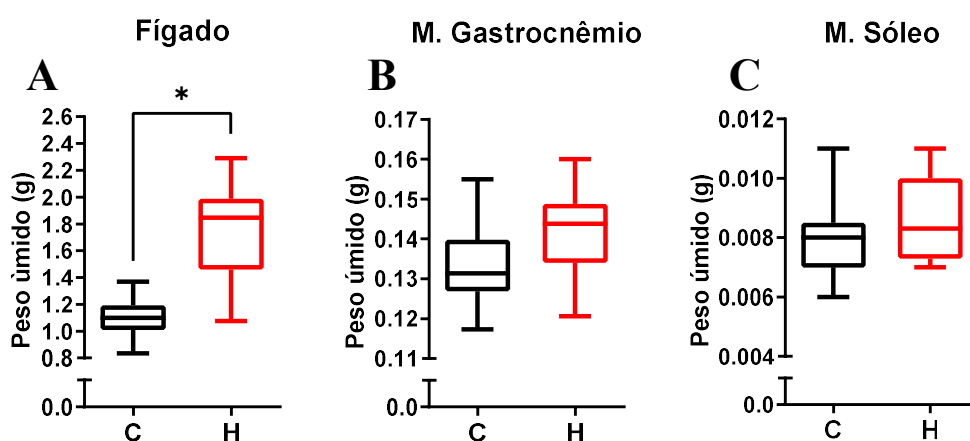 Fígado
M. Gastrocnêmio
M. Sóleo
A
B
C
*
Peso ùmido (g)
2.6
2.4
2.2
2.0
1.8
1.6
1.4
1.2
1.0
0.8
0.0
C
H
Peso úmido (g)
0.17
0.16
0.15
0.14
0.13
0.12
0.11
0.0
C
H
Peso úmido (g)
0.012
0.010
0.008
0.006
0.004
0.0
C
H